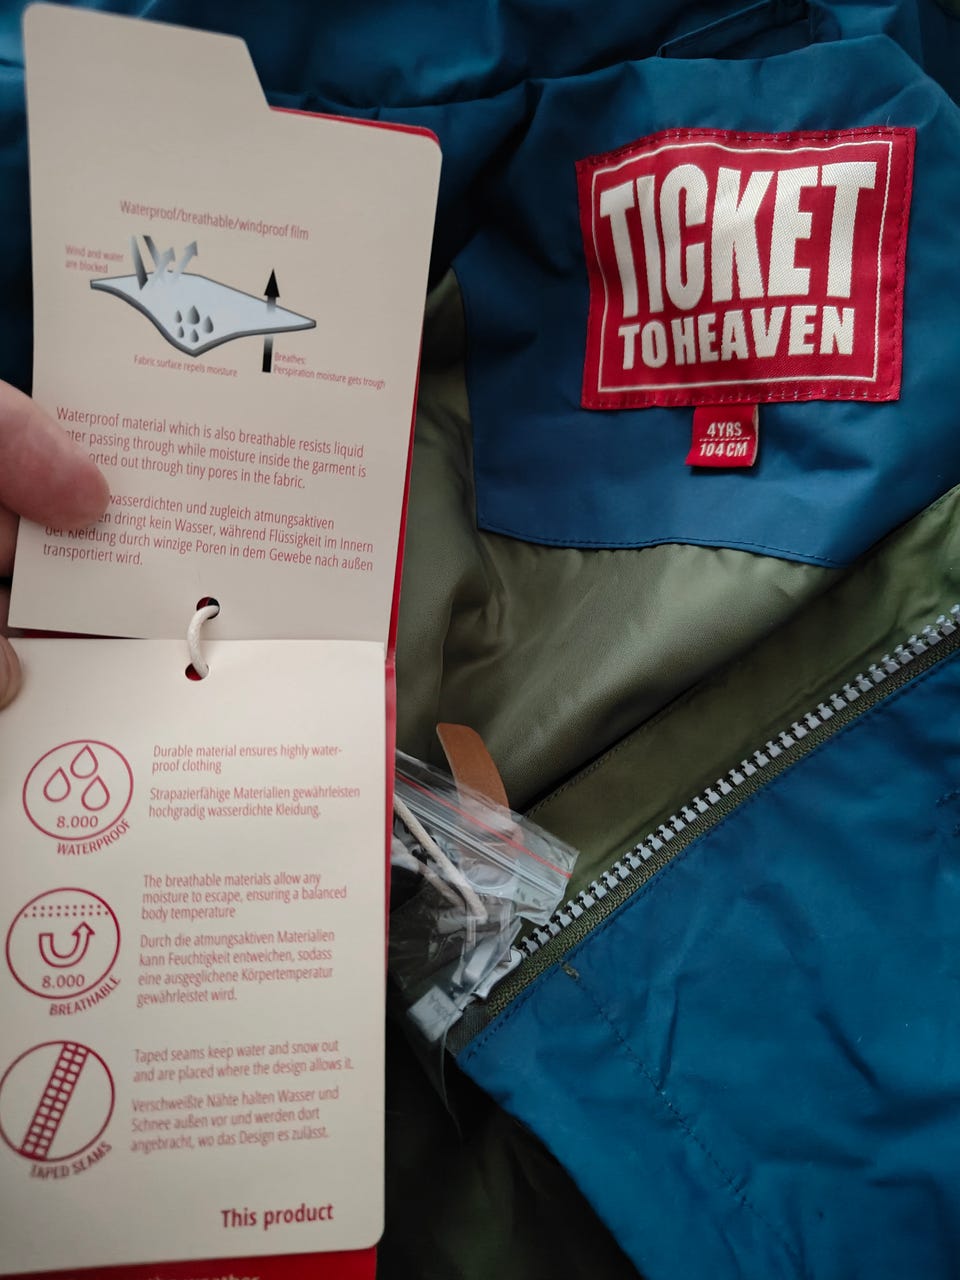 Waterproof/breathable/windproof film
Wind and water
are blocked
Fabric surface repels moisture
Breathes:
Perspiration moisture gets trough
Waterproof material which is also breathable resists liquid
passing through while moisture inside the garment is
out through tiny pores in the fabric.
wasserdichten und zugleich atmungsaktiven
dringt kein Wasser, während Flüssigkeit im Innern
der Kleidung durch winzige Poren in dem Gewebe nach außen
transportiert wird.
8.000
WATERPROOF
Durable material ensures highly water-
proof clothing
Strapazierfähige Materialien gewährleisten
hochgradig wasserdichte Kleidung.
8.000
BREATHABLE
The breathable materials allow any
moisture to escape, ensuring a balanced
body temperature
Durch die atmungsaktiven Materialien
kann Feuchtigkeit entweichen, sodass
eine ausgeglichene Körpertemperatur
gewährleistet wird.
TAPED SEAMS
Taped seams keep water and snow out
and are placed where the design allows it.
Verschweißte Nähte halten Wasser und
Schnee außen vor und werden dort
angebracht, wo das Design es zulässt.
This product
TICKET
TO HEAVEN
4 YRS
104 CM